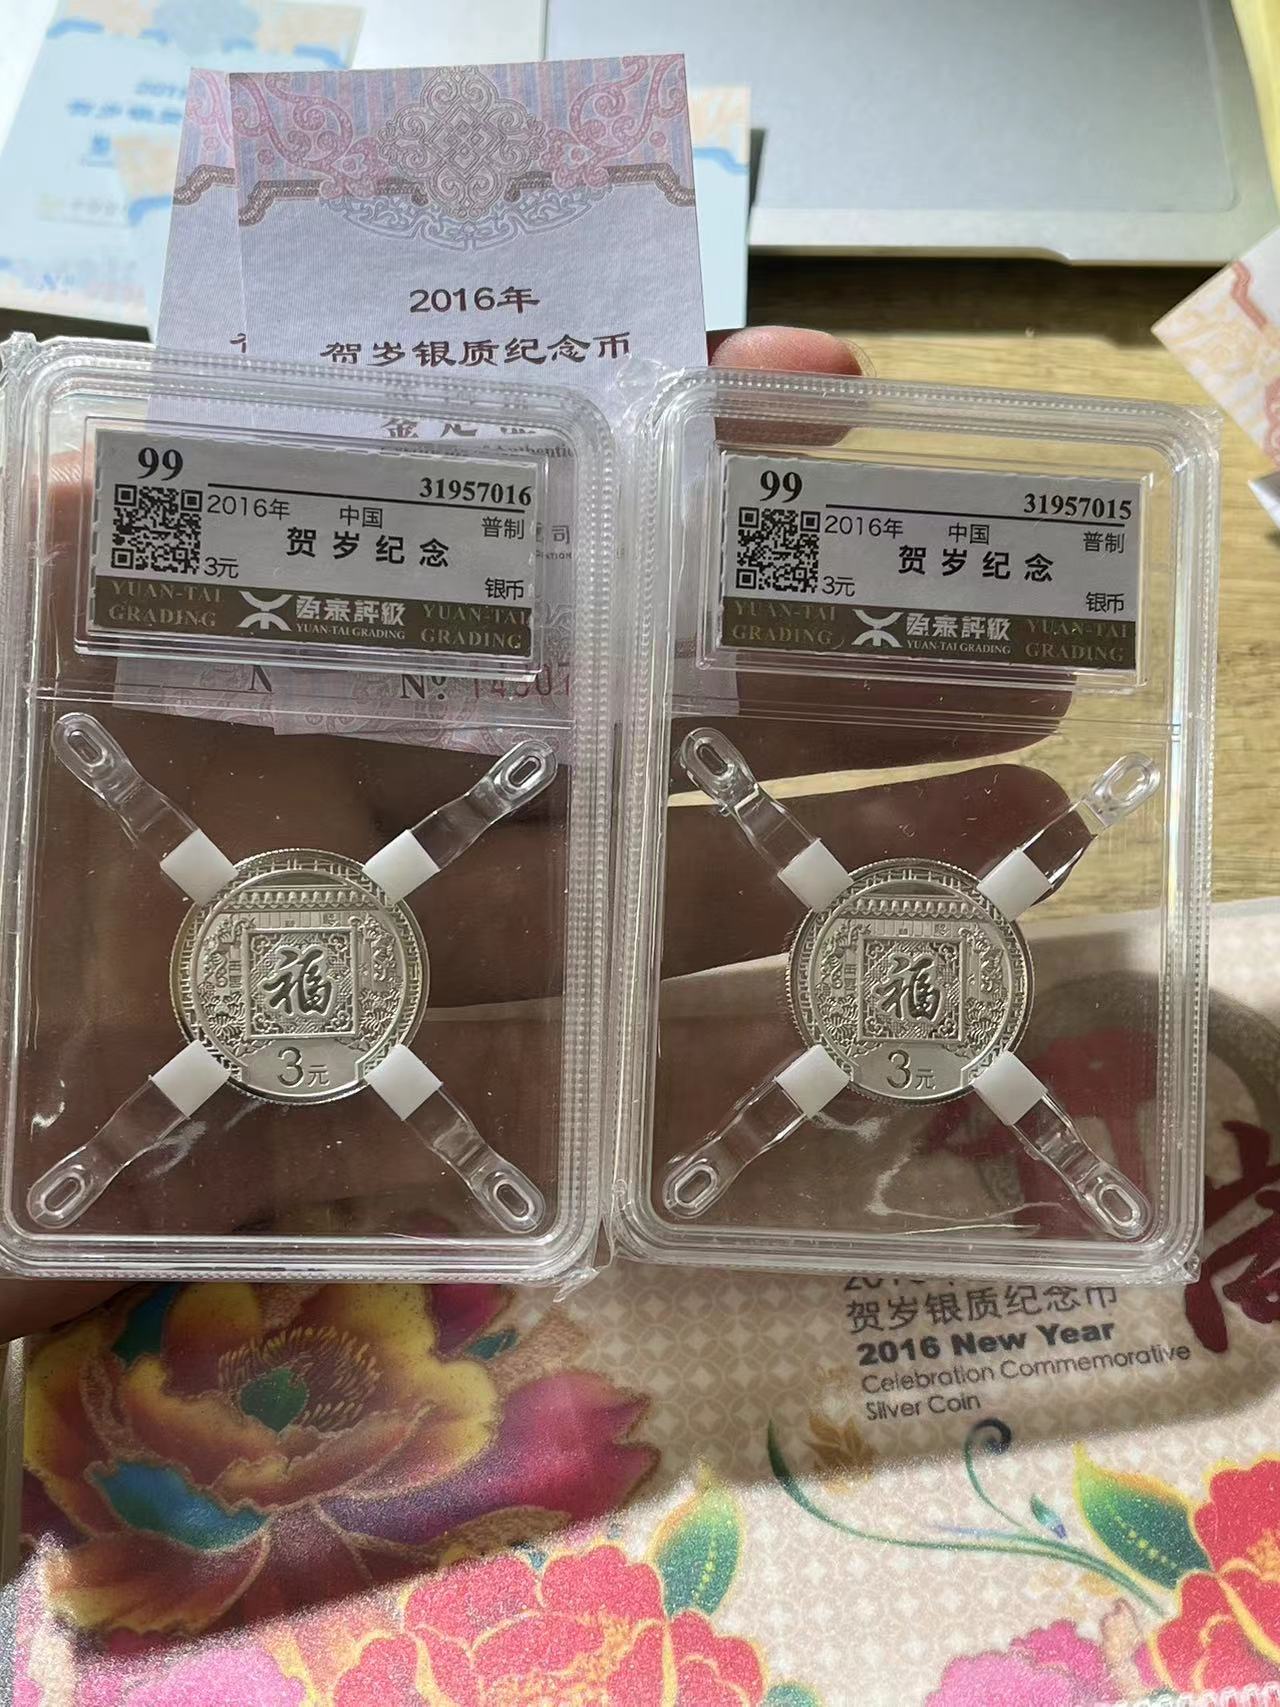 2016年
贺岁银质纪念币
99
31957016
2016年 中国 普制
贺岁纪念
3元 银币
YUAN-TAI GRADING
源泰評級
YUAN-TAI GRADING
YUAN-TAI GRADING
99
31957015
2016年 中国 普制
贺岁纪念
3元 银币
YUAN-TAI GRADING
源泰評級
YUAN-TAI GRADING
YUAN-TAI GRADING
Nº
福
3元
福
3元
贺岁银质纪念币
2016 New Year
Celebration Commemorative
Silver Coin